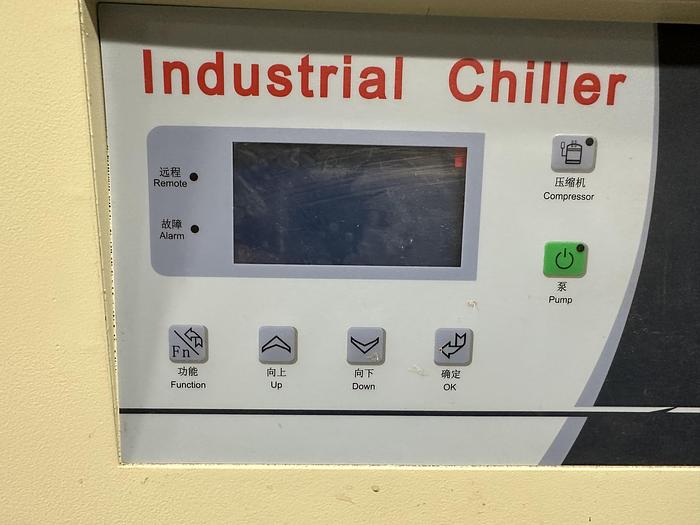 Industrial Chiller
远程
Remote
故障
Alarm
压缩机
Compressor
泵
Pump
Fn
功能
Function
向上
Up
向下
Down
确定
OK